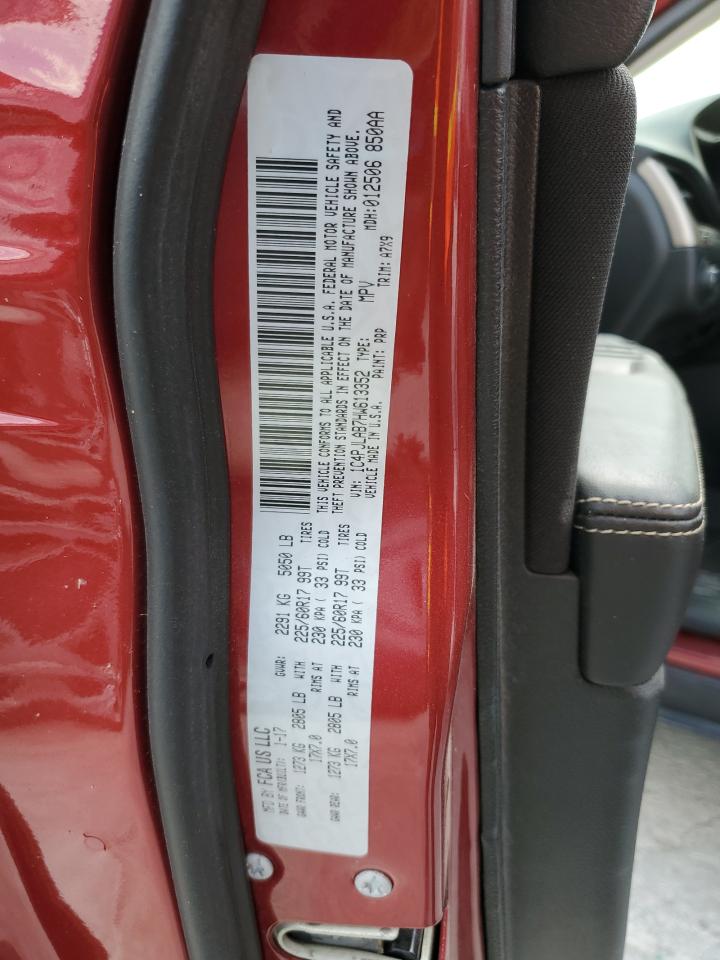 MFD BY FCA US LLC
DATE OF MFR(BUILT): 1-17 GVWR: 2291 KG 5050 LB
GAWR FRONT: 1273 KG 2805 LB WITH 225/60R17 99T TIRES
17X7.0 RIMS AT 230 KPA ( 33 PSI) COLD
GAWR REAR: 1273 KG 2805 LB WITH 225/60R17 99T TIRES
17X7.0 RIMS AT 230 KPA ( 33 PSI) COLD
THIS VEHICLE CONFORMS TO ALL APPLICABLE U.S.A. FEDERAL MOTOR VEHICLE SAFETY AND
THEFT PREVENTION STANDARDS IN EFFECT ON THE DATE OF MANUFACTURE SHOWN ABOVE.
VIN: 1C4PJLAB7HW613352 TYPE: MPV MDH:012506 850AA
VEHICLE MADE IN U.S.A. PAINT: PRP TRIM: A7X9